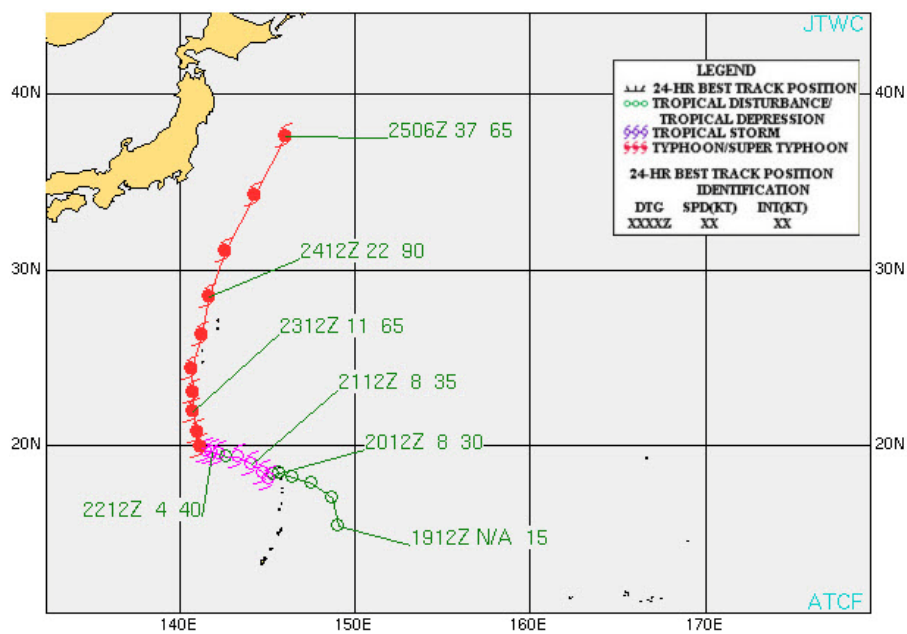 JTWC
LEGEND
24-HR BEST TRACK POSITION
TROPICAL DISTURBANCE/
TROPICAL DEPRESSION
TROPICAL STORM
TYPHOON/SUPER TYPHOON
24-HR BEST TRACK POSITION
IDENTIFICATION
DTG SPD(KT) INT(KT)
XXXXZ XX XX
40N 40N
2506Z 37 65
2412Z 22 90
30N 30N
2312Z 11 65
2112Z 8 35
20N 2012Z 8 30 20N
2212Z 4 40
1912Z N/A 15
ATCF
140E 150E 160E 170E